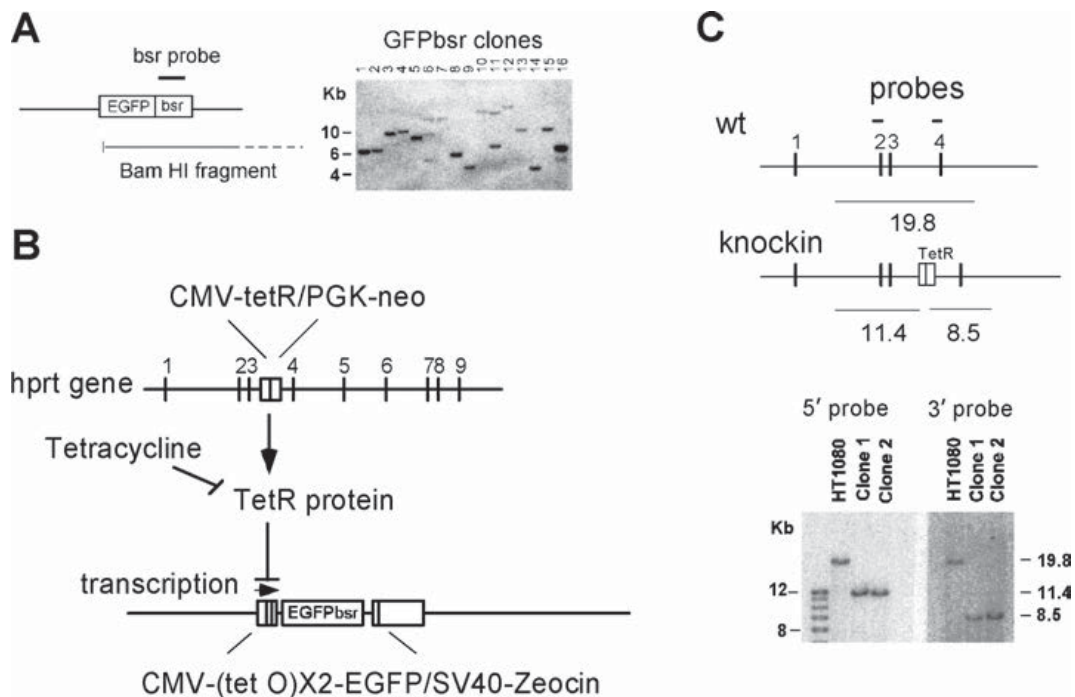 A
bsr probe
EGFP bsr
Bam HI fragment
GFPbsr clones
1 2 3 4 5 6 7 8 9 10 11 12 13 14 15 16
Kb
10
6
4
B
CMV-tetR/PGK-neo
1 23 4 5 6 78 9
hprt gene
Tetracycline
TetR protein
transcription
EGFPbsr
CMV-(tet O)X2-EGFP/SV40-Zeocin
C
probes
wt
1 23 4
19.8
knockin
TetR
11.4 8.5
5' probe 3' probe
HT1080 Clone 1 Clone 2 HT1080 Clone 1 Clone 2
Kb
12
8
19.8
11.4
8.5